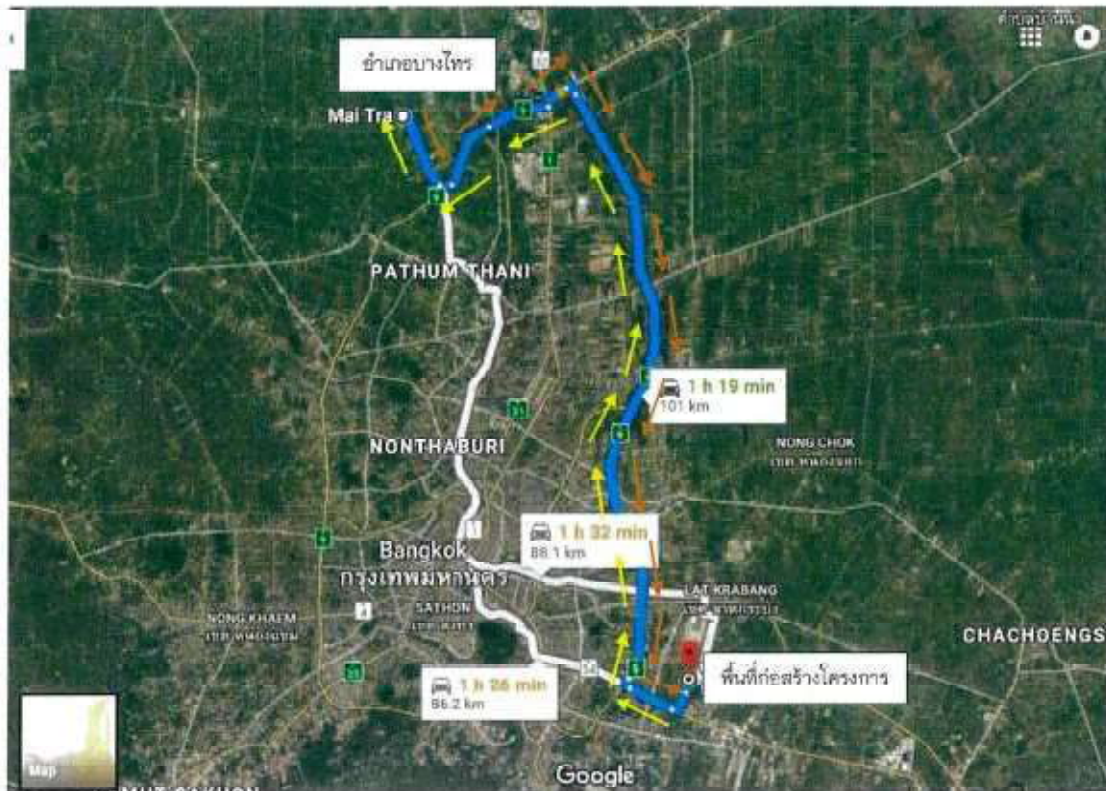 อำเภอบางไทร
Mai Tra
PATHUM THANI
1 h 19 min
101 km
NONTHABURI
NONG CHOK
1 h 32 min
88.1 km
Bangkok
กรุงเทพมหานคร
LAT KRABANG
SATHON
NONG KHAEM
CHACHOENGS
พื้นที่ก่อสร้างโครงการ
1 h 26 min
86.2 km
Map
Google